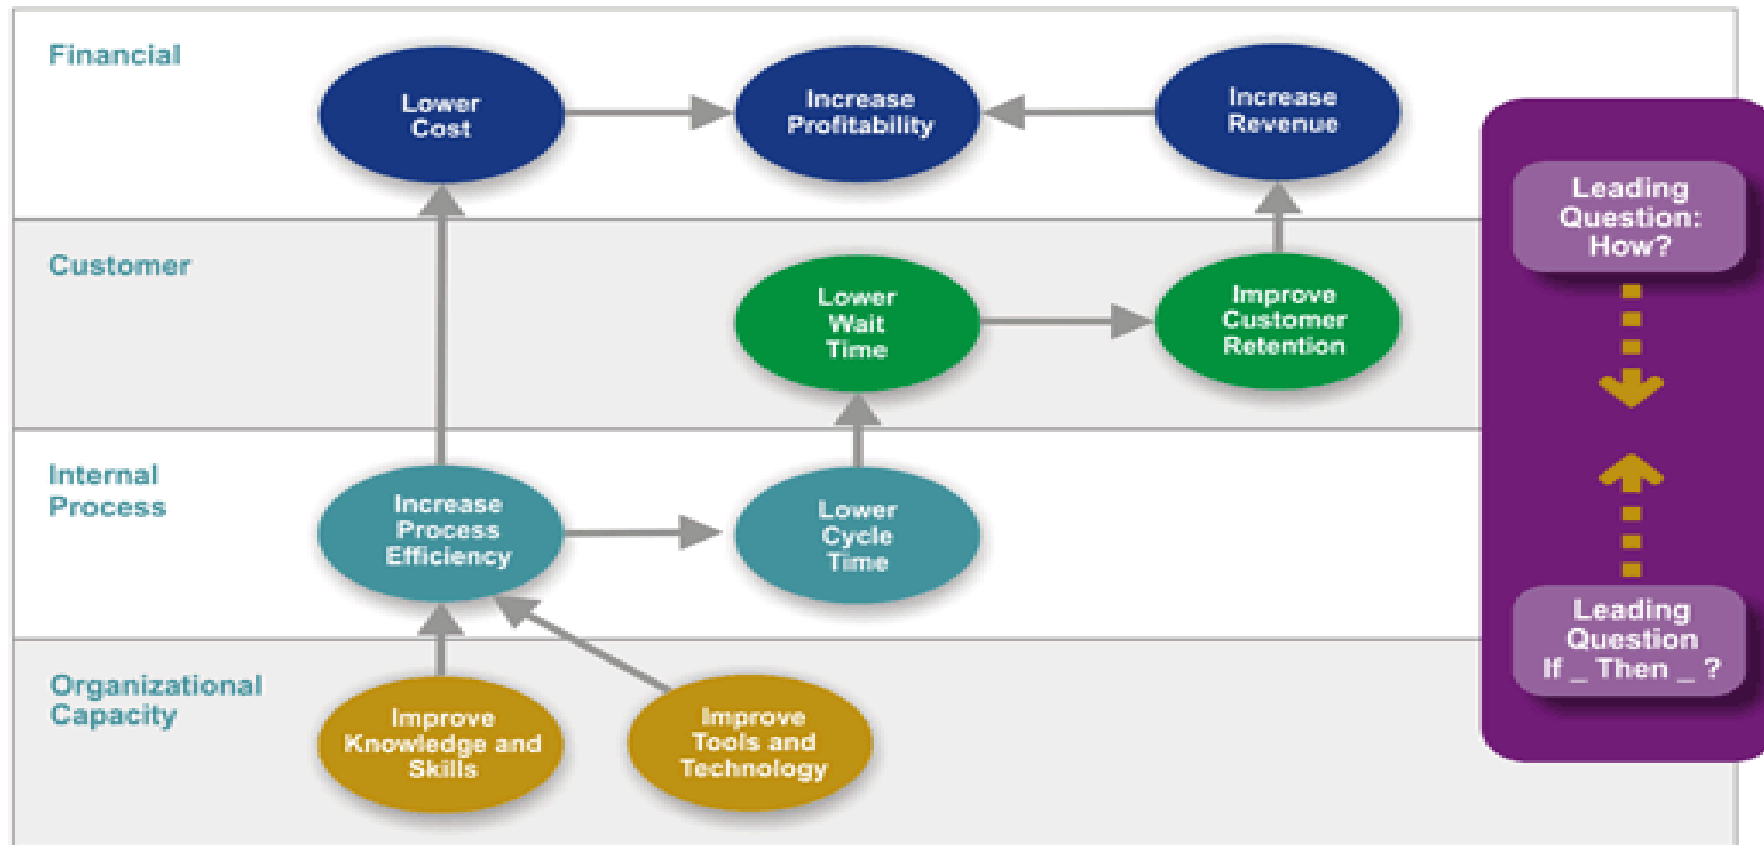 Financial
Lower
Cost
Increase
Profitability
Increase
Revenue
Customer
Lower
Wait
Time
Improve
Customer
Retention
Internal
Process
Increase
Process
Efficiency
Lower
Cycle
Time
Organizational
Capacity
Improve
Knowledge and
Skills
Improve
Tools and
Technology
Leading
Question:
How?
Leading
Question
If _ Then _ ?